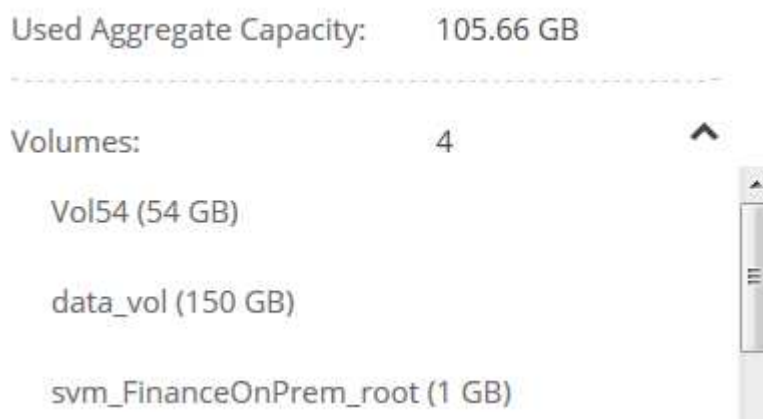 Used Aggregate Capacity: 105.66 GB
Volumes: 4
Vol54 (54 GB)
data_vol (150 GB)
svm_FinanceOnPrem_root (1 GB)